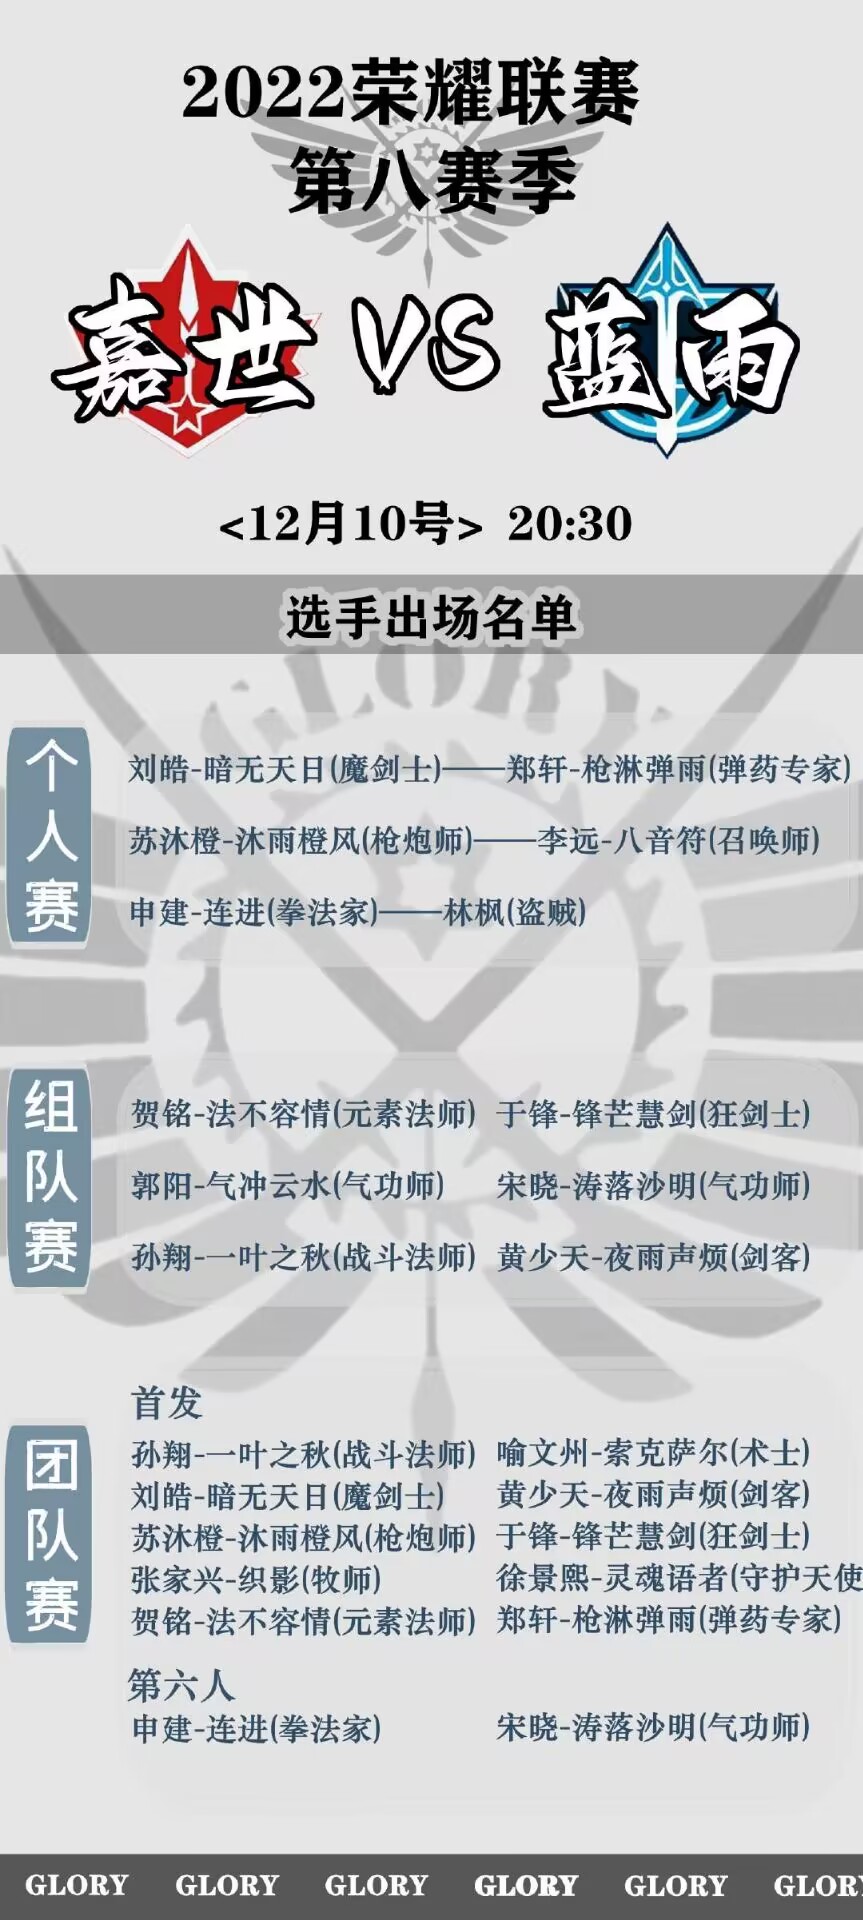 2022荣耀联赛
第八赛季
嘉世 VS 蓝雨
<12月10号> 20:30
选手出场名单
GLORY
个人赛
刘皓-暗无天日(魔剑士)——郑轩-枪淋弹雨(弹药专家)
苏沐橙-沐雨橙风(枪炮师)——李远-八音符(召唤师)
申建-连进(拳法家)——林枫(盗贼)
组队赛
贺铭-法不容情(元素法师) 于锋-锋芒慧剑(狂剑士)
郭阳-气冲云水(气功师) 宋晓-涛落沙明(气功师)
孙翔-一叶之秋(战斗法师) 黄少天-夜雨声烦(剑客)
团队赛
首发
孙翔-一叶之秋(战斗法师) 喻文州-索克萨尔(术士)
刘皓-暗无天日(魔剑士) 黄少天-夜雨声烦(剑客)
苏沐橙-沐雨橙风(枪炮师) 于锋-锋芒慧剑(狂剑士)
张家兴-织影(牧师) 徐景熙-灵魂语者(守护天使
贺铭-法不容情(元素法师) 郑轩-枪淋弹雨(弹药专家)
第六人
申建-连进(拳法家) 宋晓-涛落沙明(气功师)
GLORY GLORY GLORY GLORY GLORY GLOR